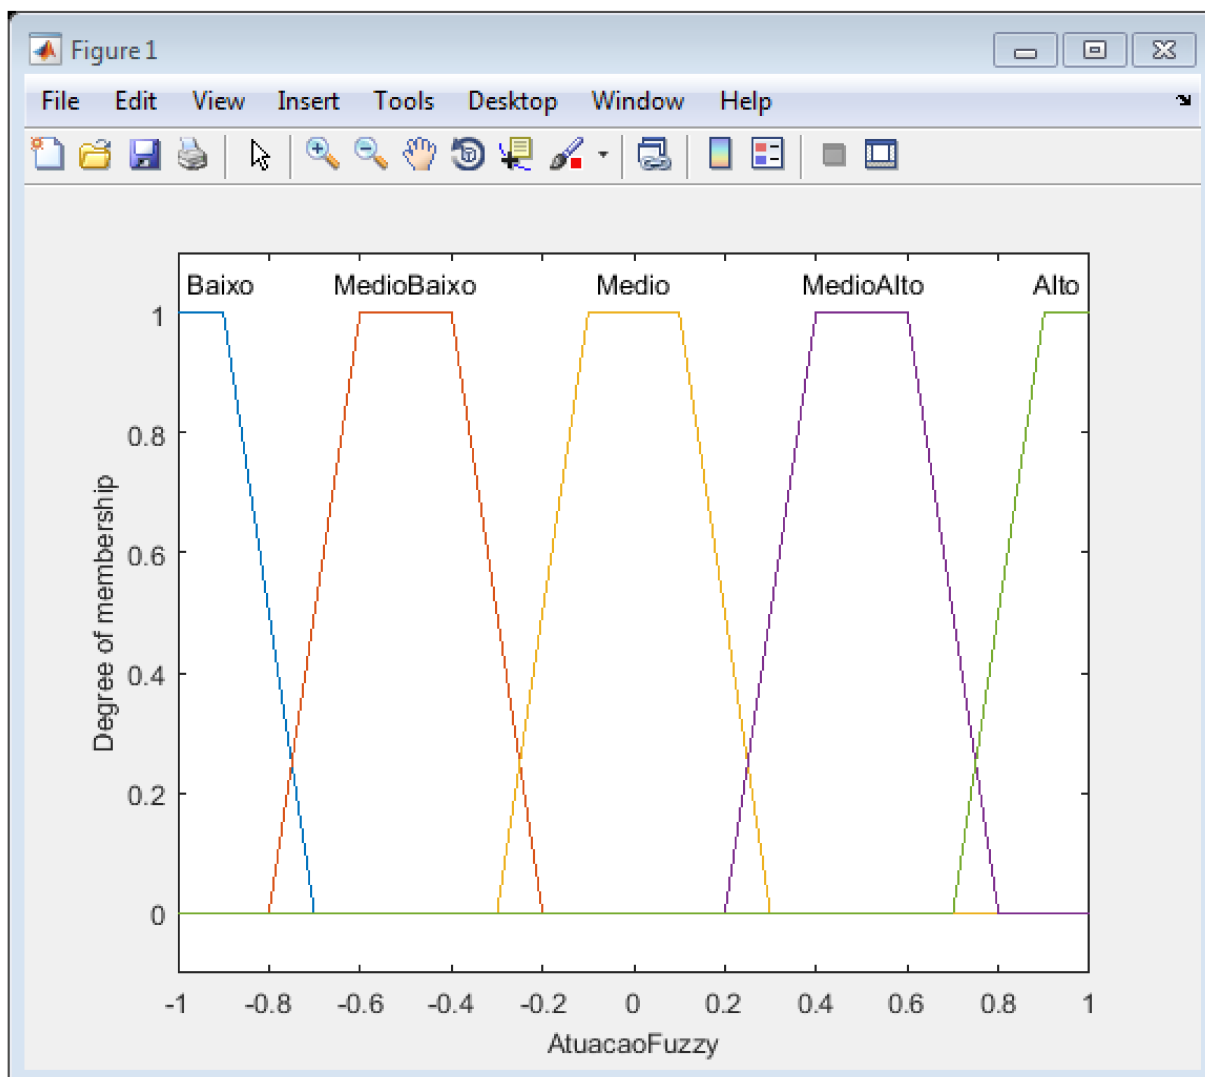 Figure 1
File Edit View Insert Tools Desktop Window Help
Baixo MedioBaixo Medio MedioAlto Alto
1
0.8
0.6
0.4
0.2
0
Degree of membership
-1 -0.8 -0.6 -0.4 -0.2 0 0.2 0.4 0.6 0.8 1
AtuacaoFuzzy